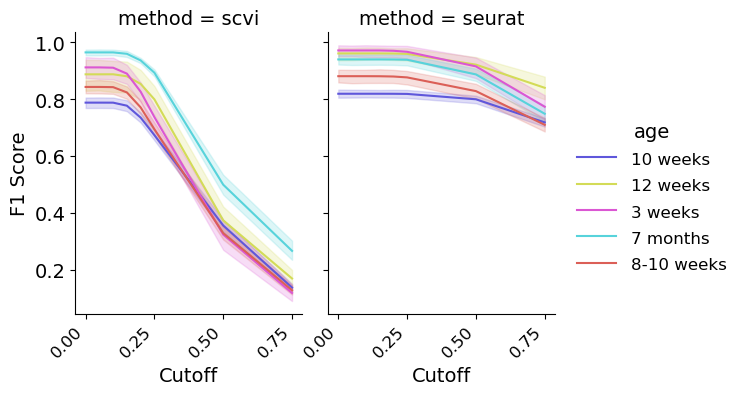 method = scvi
method = seurat
1.0
0.8
0.6
0.4
0.2
F1 Score
0.00
0.25
0.50
0.75
Cutoff
0.00
0.25
0.50
0.75
Cutoff
age
10 weeks
12 weeks
3 weeks
7 months
8-10 weeks